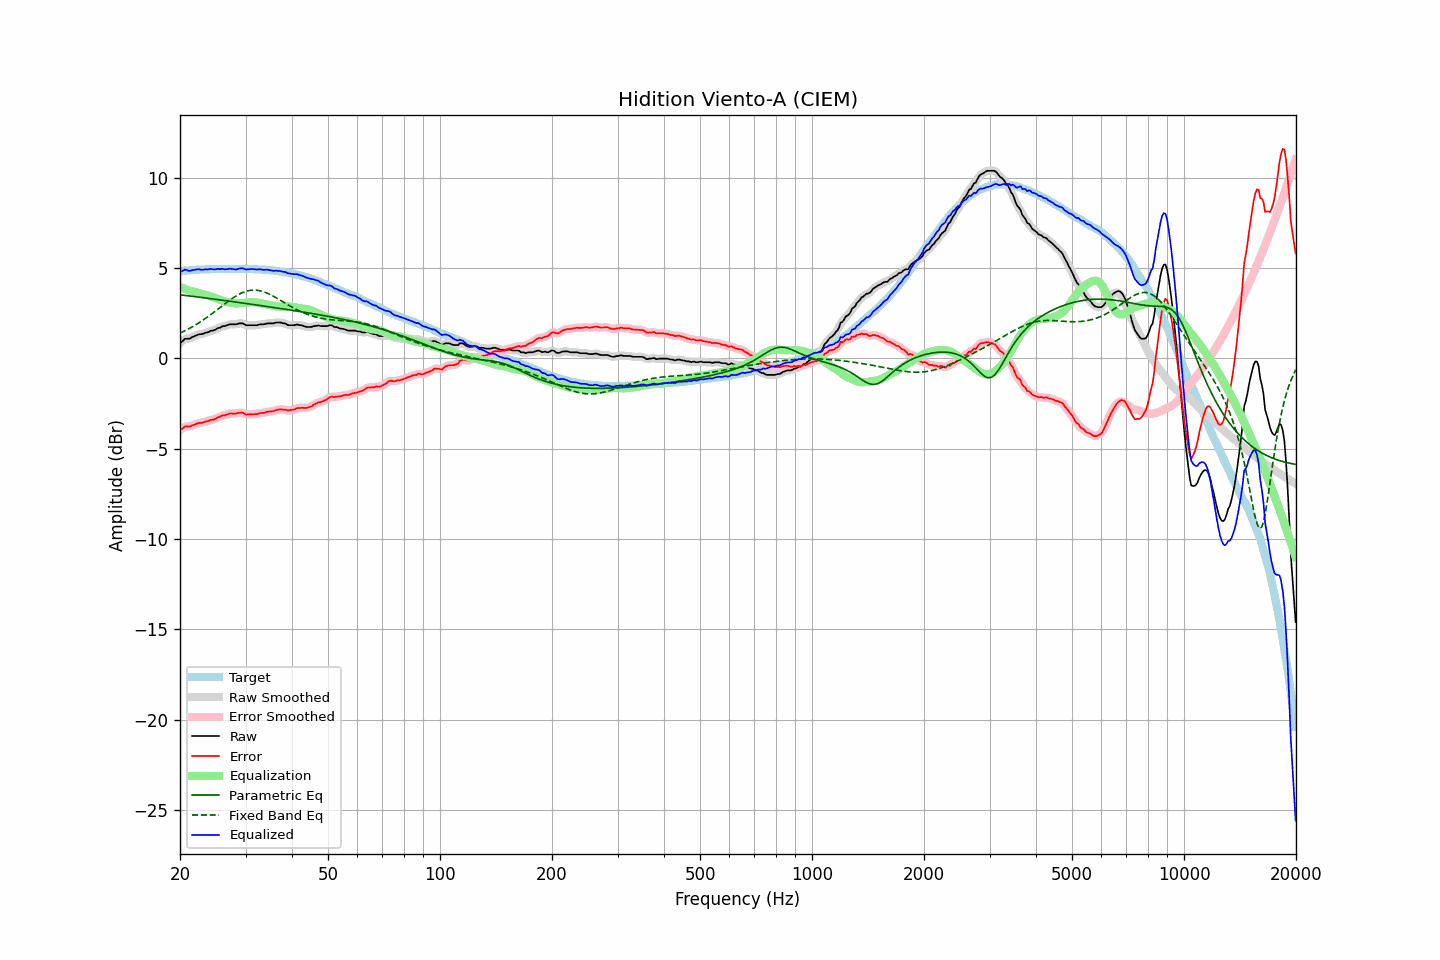 Hidition Viento-A (CIEM)
Amplitude (dBr)
10
5
0
−5
−10
−15
−20
−25
Target
Raw Smoothed
Error Smoothed
Raw
Error
Equalization
Parametric Eq
Fixed Band Eq
Equalized
20 50 100 200 500 1000 2000 5000 10000 20000
Frequency (Hz)